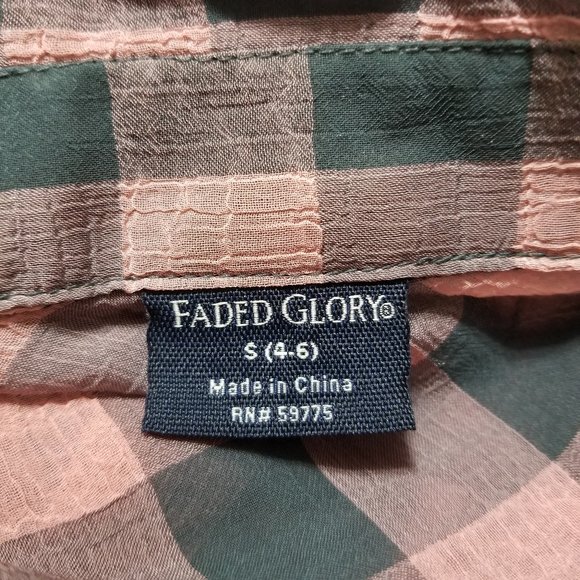 FADED GLORY®
S (4-6)
Made in China
RN# 59775